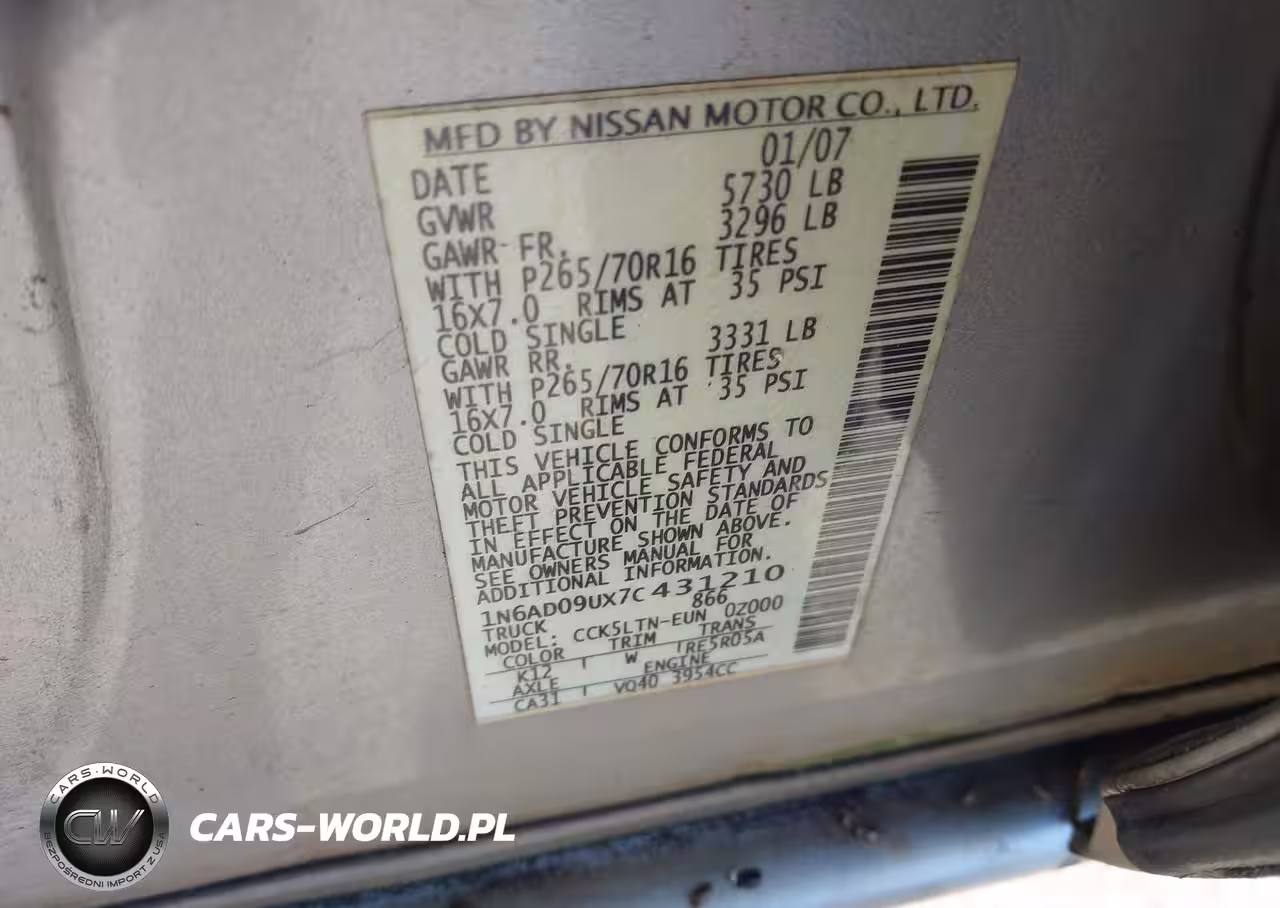 MFD BY NISSAN MOTOR CO., LTD.
DATE 01/07
GVWR 5730 LB
GAWR FR. 3296 LB
WITH P265/70R16 TIRES
16X7.0 RIMS AT 35 PSI
COLD SINGLE
GAWR RR. 3331 LB
WITH P265/70R16 TIRES
16X7.0 RIMS AT 35 PSI
COLD SINGLE
THIS VEHICLE CONFORMS TO
ALL APPLICABLE FEDERAL
MOTOR VEHICLE SAFETY AND
THEFT PREVENTION STANDARDS
IN EFFECT ON THE DATE OF
MANUFACTURE SHOWN ABOVE.
SEE OWNERS MANUAL FOR
ADDITIONAL INFORMATION.
1N6AD09UX7C431210
TRUCK 866
MODEL: CCK5LTN-EUN 0Z000
COLOR TRIM TRANS
K12 W RE5R05A
AXLE ENGINE
CA31 VQ40 3954CC
CARS-WORLD
CW
BEZPOŚREDNI IMPORT Z USA
CARS-WORLD.PL